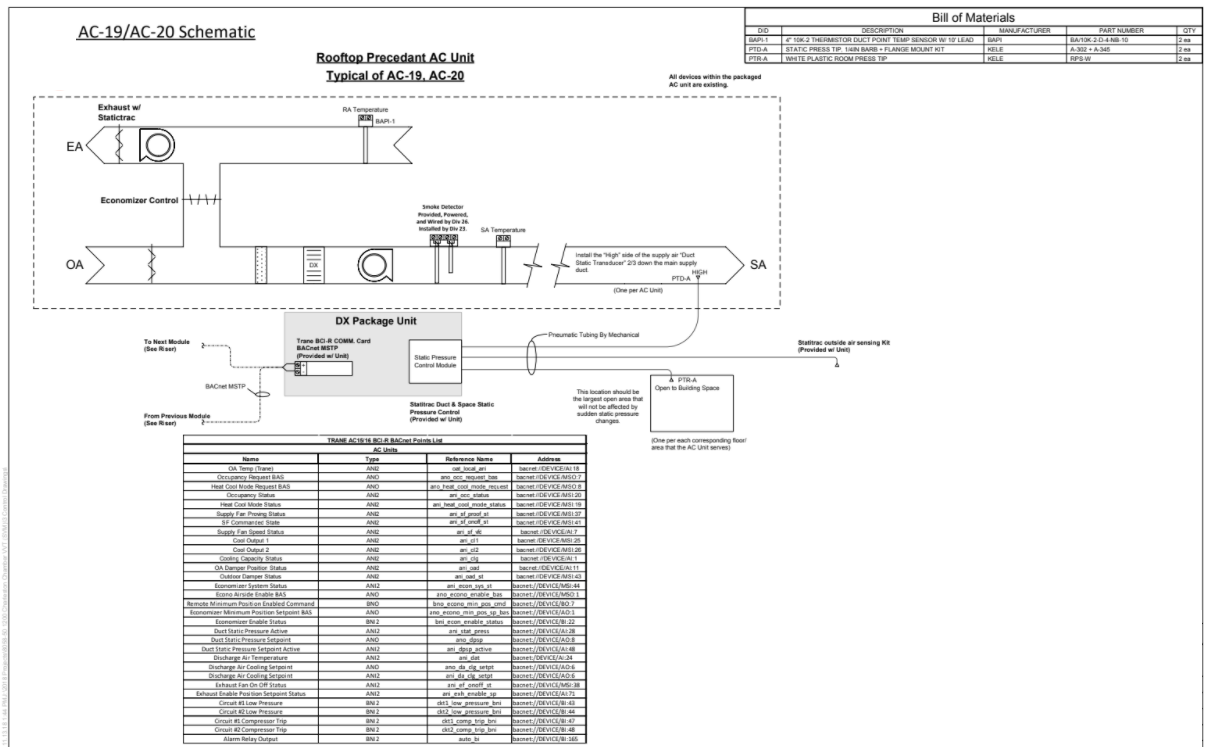 AC-19/AC-20 Schematic
Bill of Materials
DID DESCRIPTION MANUFACTURER PART NUMBER QTY
BAPI-1 4" 10K-2 THERMISTOR DUCT POINT TEMP SENSOR W/ 10' LEAD BAPI BA/10K-2-D-4-NB-10 2 ea
PTD-A STATIC PRESS TIP. 1/4IN BARB + FLANGE MOUNT KIT KELE A-302 + A-345 2 ea
PTR-A WHITE PLASTIC ROOM PRESS TIP KELE RPS-W 2 ea
Rooftop Precedant AC Unit
Typical of AC-19, AC-20
All devices within the packaged
AC unit are existing.
Exhaust w/
Statictrac
RA Temperature
BAPI-1
EA
Economizer Control
Smoke Detector
Provided, Powered,
and Wired by Div 26.
Installed by Div 23.
SA Temperature
OA
DX
Install the "High" side of the supply air "Duct
Static Transducer" 2/3 down the main supply
duct.
HIGH
PTD-A
SA
(One per AC Unit)
DX Package Unit
To Next Module
(See Riser)
Trane BCI-R COMM. Card
BACnet MSTP
(Provided w/ Unit)
+
-
Static Pressure
Control Module
Pneumatic Tubing By Mechanical
Statitrac outside air sensing Kit
(Provided w/ Unit)
BACnet MSTP
PTR-A
Open to Building Space
This location should be
the largest open area that
will not be affected by
sudden static pressure
changes.
Statitrac Duct & Space Static
Pressure Control
(Provided w/ Unit)
From Previous Module
(See Riser)
(One per each corresponding floor/
area that the AC Unit serves)
TRANE AC15/16 BCI-R BACnet Points List
AC Units
Name Type Reference Name Address
OA Temp (Trane) ANI2 oat_local_ani bacnet://DEVICE/AI:18
Occupancy Request BAS ANO ano_occ_request_bas bacnet://DEVICE/MSO:7
Heat Cool Mode Request BAS ANO ano_heat_cool_mode_request bacnet://DEVICE/MSO:8
Occupancy Status ANI2 ani_occ_status bacnet://DEVICE/MSI:20
Heat Cool Mode Status ANI2 ani_heat_cool_mode_status bacnet://DEVICE/MSI:19
Supply Fan Proving Status ANI2 ani_sf_proof_st bacnet://DEVICE/MSI:37
SF Commanded State ANI2 ani_sf_onoff_st bacnet://DEVICE/MSI:41
Supply Fan Speed Status ANI2 ani_sf_vfc bacnet://DEVICE/AI:7
Cool Output 1 ANI2 ani_cl1 bacnet:/DEVICE/MSI:25
Cool Output 2 ANI2 ani_cl2 bacnet://DEVICE/MSI:26
Cooling Capacity Status ANI2 ani_clg bacnet://DEVICE/AI:1
OA Damper Position Status ANI2 ani_oad bacnet://DEVICE/AI:11
Outdoor Damper Status ANI2 ani_oad_st bacnet://DEVICE/MSI:43
Economizer System Status ANI2 ani_econ_sys_st bacnet://DEVICE/MSI:44
Econo Airside Enable BAS ANO ano_econo_enable_bas bacnet://DEVICE/MSO:1
Remote Minimum Position Enabled Command BNO bno_econo_min_pos_cmd bacnet://DEVICE/BO:7
Economizer Minimum Position Setpoint BAS ANO ano_econo_min_pos_sp_bas bacnet://DEVICE/AO:1
Economizer Enable Status BNI2 bni_econ_enable_status bacnet://DEVICE/BI:22
Duct Static Pressure Active ANI2 ani_stat_press bacnet://DEVICE/AI:28
Duct Static Pressure Setpoint ANO ano_dpsp bacnet://DEVICE/AO:8
Duct Static Pressure Setpoint Active ANI2 ani_dpsp_active bacnet://DEVICE/AI:48
Discharge Air Temperature ANI2 ani_dat bacnet:/DEVICE/AI:24
Discharge Air Cooling Setpoint ANO ano_da_clg_setpt bacnet://DEVICE/AO:6
Discharge Air Cooling Setpoint ANI2 ani_da_clg_setpt bacnet://DEVICE/AO:6
Exhaust Fan On Off Status ANI2 ani_ef_onoff_st bacnet://DEVICE/MSI:38
Exhaust Enable Position Setpoint Status ANI2 ani_exh_enable_sp bacnet://DEVICE/AI:71
Circuit #1 Low Pressure BNI2 ckt1_low_pressure_bni bacnet://DEVICE/BI:43
Circuit #2 Low Pressure BNI2 ckt2_low_pressure_bni bacnet://DEVICE/BI:44
Circuit #1 Compressor Trip BNI2 ckt1_comp_trip_bni bacnet://DEVICE/BI:47
Circuit #2 Compressor Trip BNI2 ckt2_comp_trip_bni bacnet://DEVICE/BI:48
Alarm Relay Output BNI2 auto_bi bacnet://DEVICE/BI:165